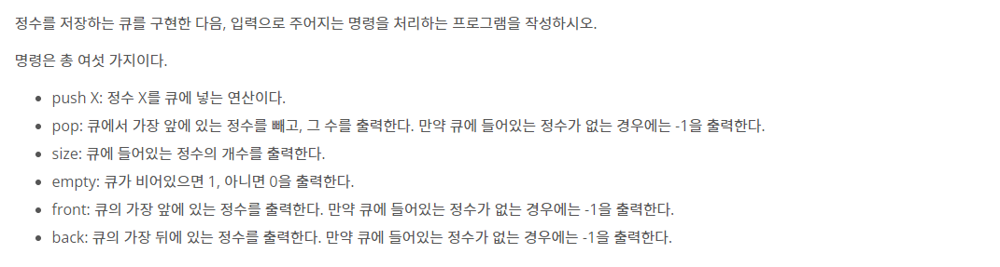 정수를 저장하는 큐를 구현한 다음, 입력으로 주어지는 명령을 처리하는 프로그램을 작성하시오.
명령은 총 여섯 가지이다.
• push X: 정수 X를 큐에 넣는 연산이다.
• pop: 큐에서 가장 앞에 있는 정수를 빼고, 그 수를 출력한다. 만약 큐에 들어있는 정수가 없는 경우에는 -1을 출력한다.
• size: 큐에 들어있는 정수의 개수를 출력한다.
• empty: 큐가 비어있으면 1, 아니면 0을 출력한다.
• front: 큐의 가장 앞에 있는 정수를 출력한다. 만약 큐에 들어있는 정수가 없는 경우에는 -1을 출력한다.
• back: 큐의 가장 뒤에 있는 정수를 출력한다. 만약 큐에 들어있는 정수가 없는 경우에는 -1을 출력한다.